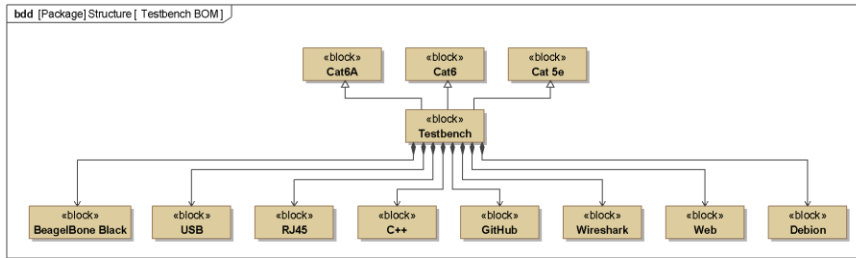 bdd [Package] Structure [ Testbench BOM ]
«block»
Cat6A
«block»
Cat6
«block»
Cat 5e
«block»
Testbench
«block»
BeagelBone Black
«block»
USB
«block»
RJ45
«block»
C++
«block»
GitHub
«block»
Wireshark
«block»
Web
«block»
Debion